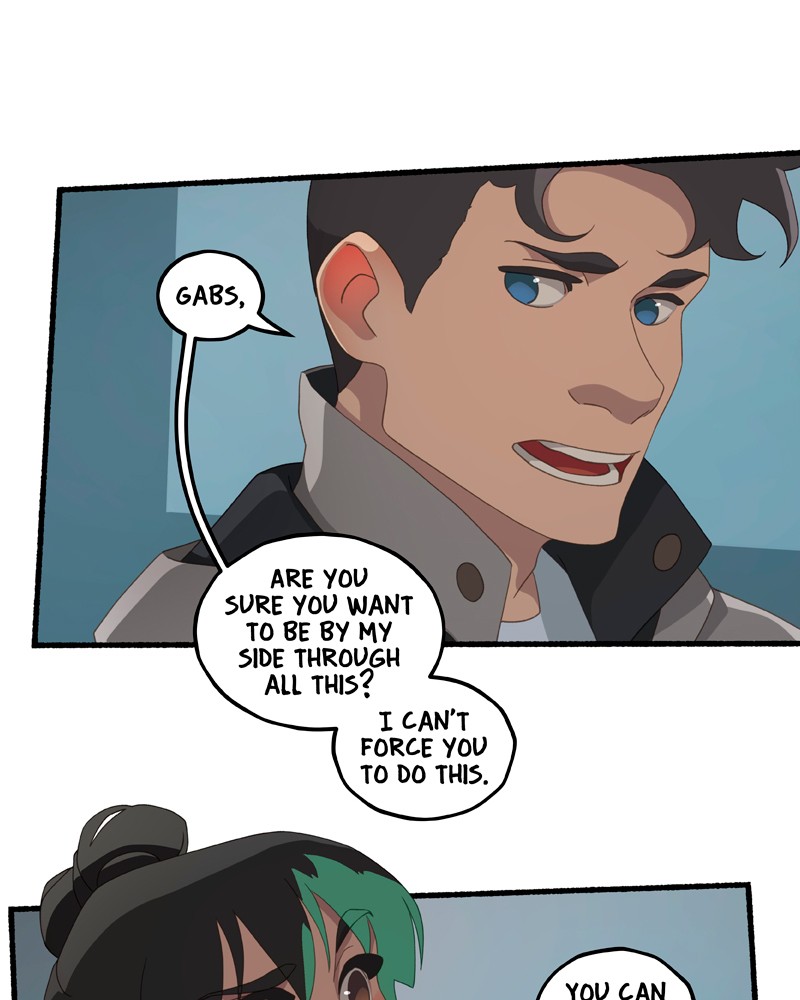 GABS,
ARE YOU
SURE YOU WANT
TO BE BY MY
SIDE THROUGH
ALL THIS?
I CAN'T
FORCE YOU
TO DO THIS.
YOU CAN